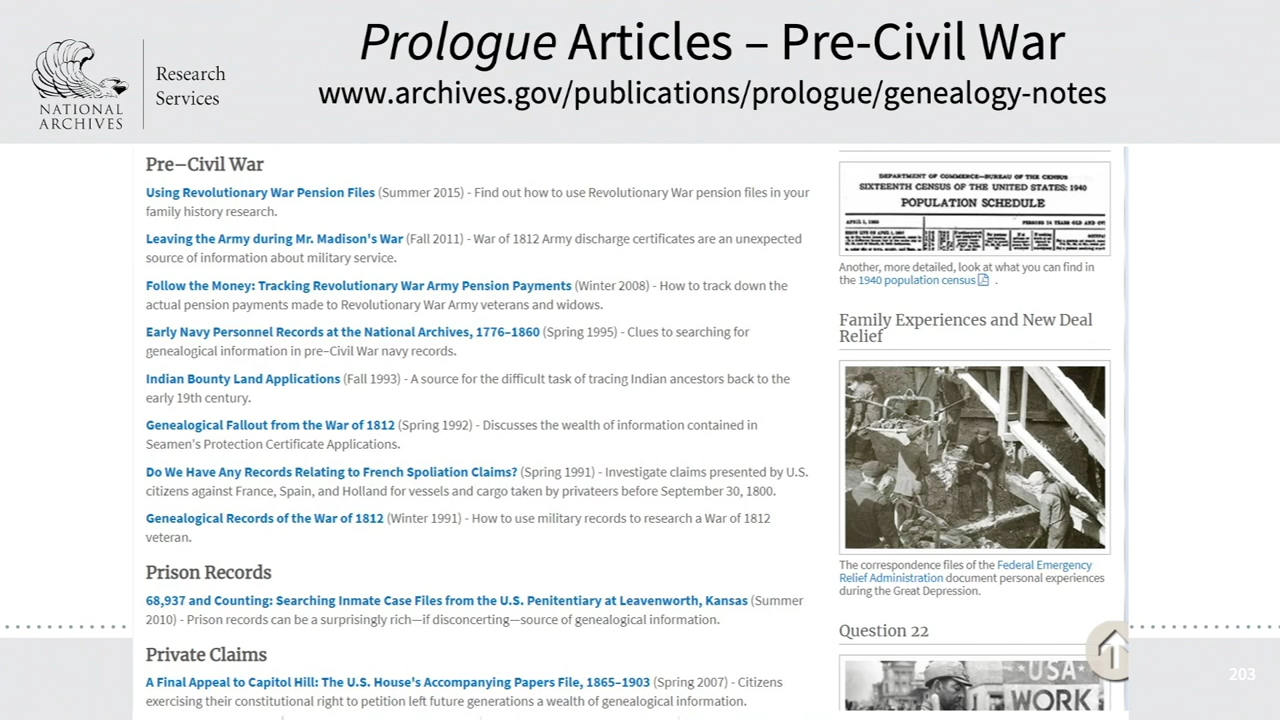 Prologue Articles – Pre-Civil War
www.archives.gov/publications/prologue/genealogy-notes
NATIONAL
ARCHIVES
Research
Services
Pre–Civil War
Using Revolutionary War Pension Files (Summer 2015) - Find out how to use Revolutionary War pension files in your
family history research.
Leaving the Army during Mr. Madison's War (Fall 2011) - War of 1812 Army discharge certificates are an unexpected
source of information about military service.
Follow the Money: Tracking Revolutionary War Army Pension Payments (Winter 2008) - How to track down the
actual pension payments made to Revolutionary War Army veterans and widows.
Early Navy Personnel Records at the National Archives, 1776–1860 (Spring 1995) - Clues to searching for
genealogical information in pre–Civil War navy records.
Indian Bounty Land Applications (Fall 1993) - A source for the difficult task of tracing Indian ancestors back to the
early 19th century.
Genealogical Fallout from the War of 1812 (Spring 1992) - Discusses the wealth of information contained in
Seamen's Protection Certificate Applications.
Do We Have Any Records Relating to French Spoliation Claims? (Spring 1991) - Investigate claims presented by U.S.
citizens against France, Spain, and Holland for vessels and cargo taken by privateers before September 30, 1800.
Genealogical Records of the War of 1812 (Winter 1991) - How to use military records to research a War of 1812
veteran.
Prison Records
68,937 and Counting: Searching Inmate Case Files from the U.S. Penitentiary at Leavenworth, Kansas (Summer
2010) - Prison records can be a surprisingly rich—if disconcerting—source of genealogical information.
Private Claims
A Final Appeal to Capitol Hill: The U.S. House's Accompanying Papers File, 1865–1903 (Spring 2007) - Citizens
exercising their constitutional right to petition left future generations a wealth of genealogical information.
DEPARTMENT OF COMMERCE—BUREAU OF THE CENSUS
SIXTEENTH CENSUS OF THE UNITED STATES: 1940
POPULATION SCHEDULE
Another, more detailed, look at what you can find in
the 1940 population census .
Family Experiences and New Deal
Relief
The correspondence files of the Federal Emergency
Relief Administration document personal experiences
during the Great Depression.
Question 22
USA
WORK
203